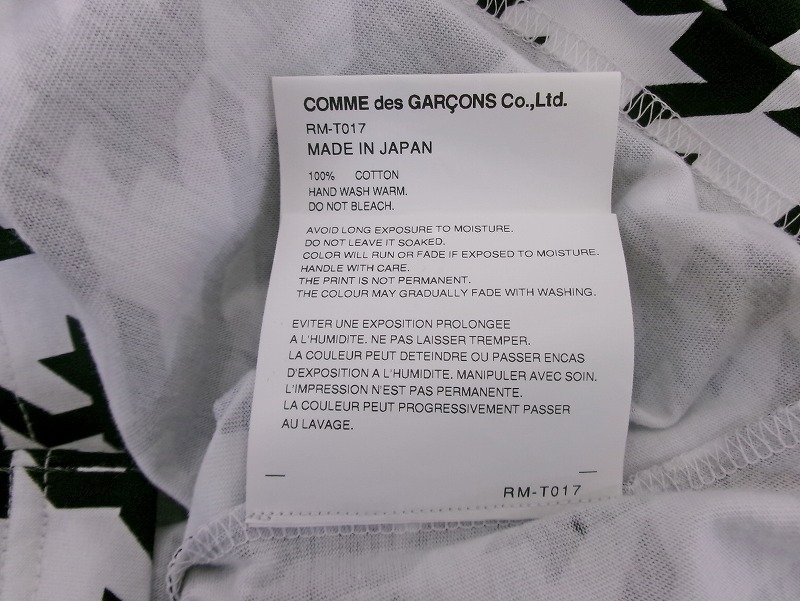 COMME des GARÇONS Co.,Ltd.
RM-T017
MADE IN JAPAN
100% COTTON
HAND WASH WARM.
DO NOT BLEACH.
AVOID LONG EXPOSURE TO MOISTURE.
DO NOT LEAVE IT SOAKED.
COLOR WILL RUN OR FADE IF EXPOSED TO MOISTURE.
HANDLE WITH CARE.
THE PRINT IS NOT PERMANENT.
THE COLOUR MAY GRADUALLY FADE WITH WASHING.
EVITER UNE EXPOSITION PROLONGEE
A L'HUMIDITE. NE PAS LAISSER TREMPER.
LA COULEUR PEUT DETEINDRE OU PASSER ENCAS
D'EXPOSITION A L'HUMIDITE. MANIPULER AVEC SOIN.
L'IMPRESSION N'EST PAS PERMANENTE.
LA COULEUR PEUT PROGRESSIVEMENT PASSER
AU LAVAGE.
RM-T017